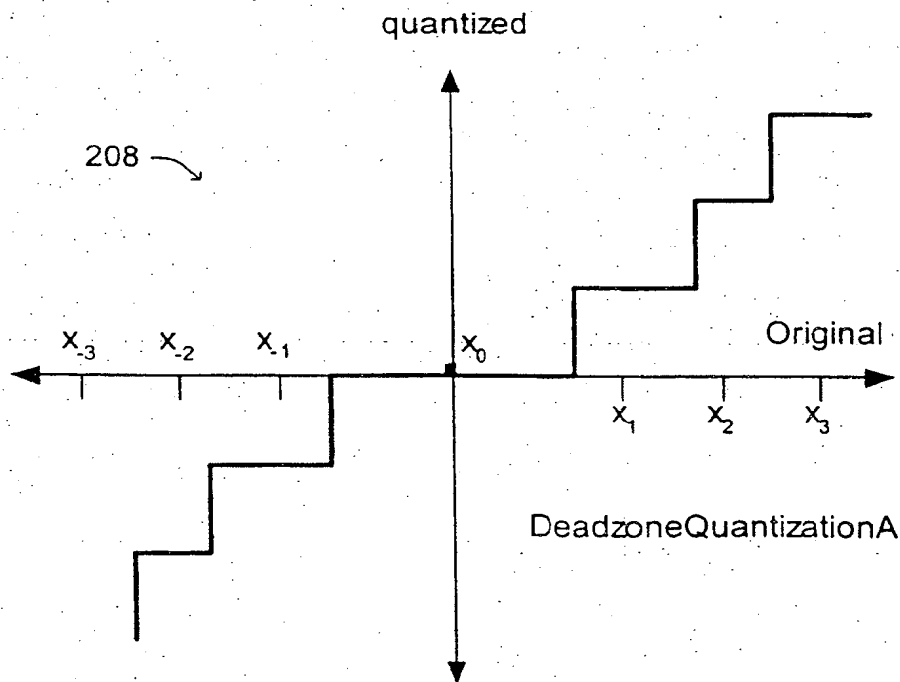 quantized
208
X-3 X-2 X-1 X0 Original
X1 X2 X3
DeadzoneQuantizationA